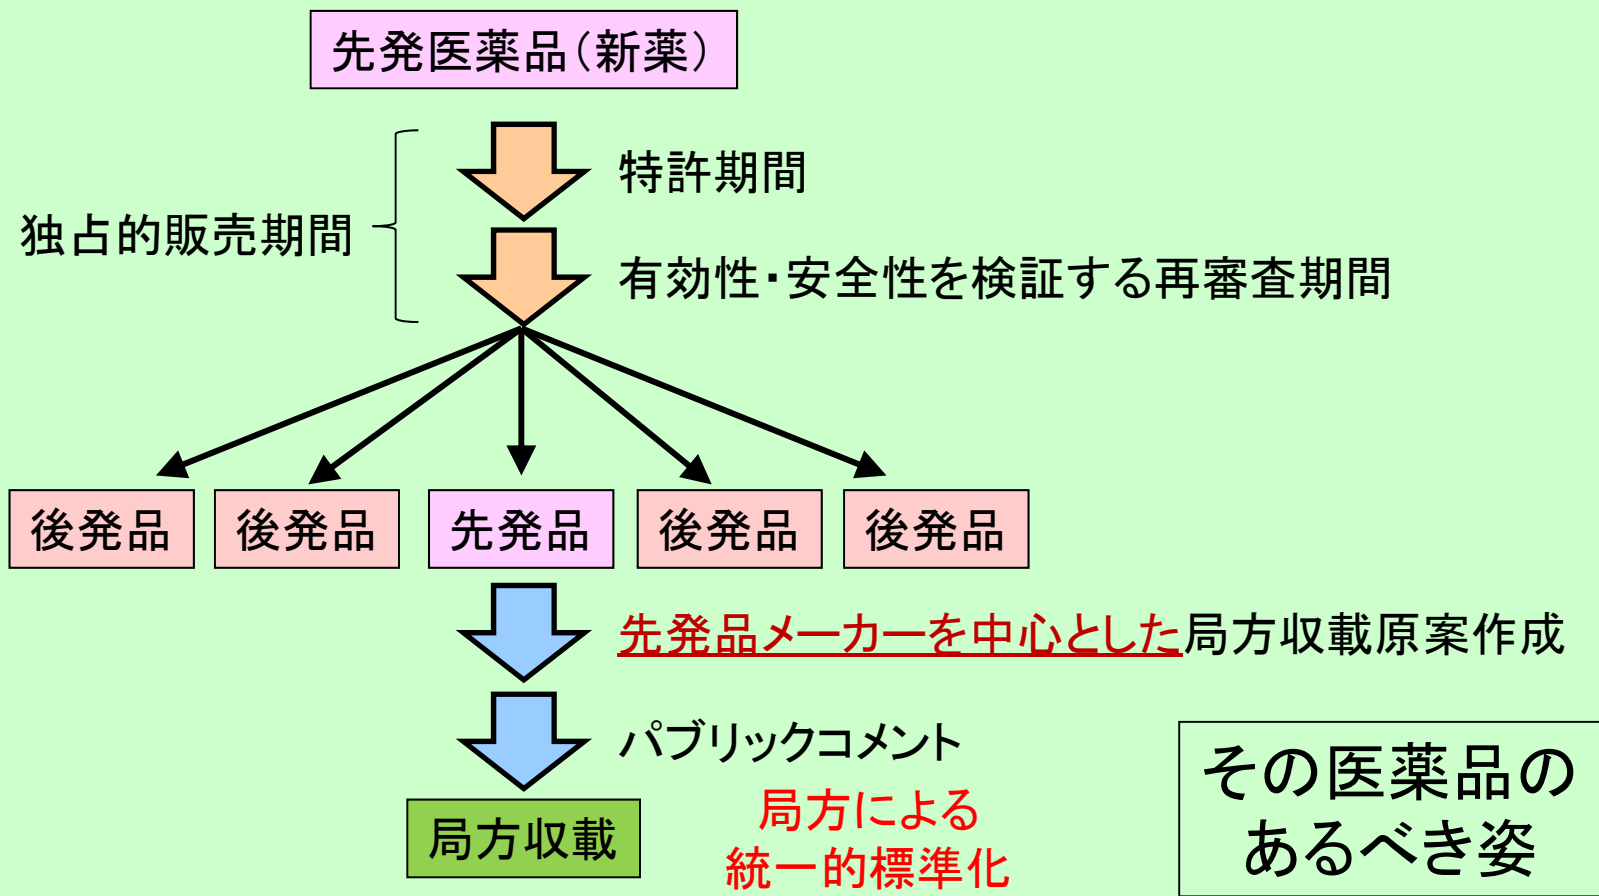 先発医薬品（新薬）
特許期間
独占的販売期間
有効性・安全性を検証する再審査期間
後発品
後発品
先発品
後発品
後発品
先発品メーカーを中心とした局方収載原案作成
パブリックコメント
局方収載
局方による
統一的標準化
その医薬品の
あるべき姿